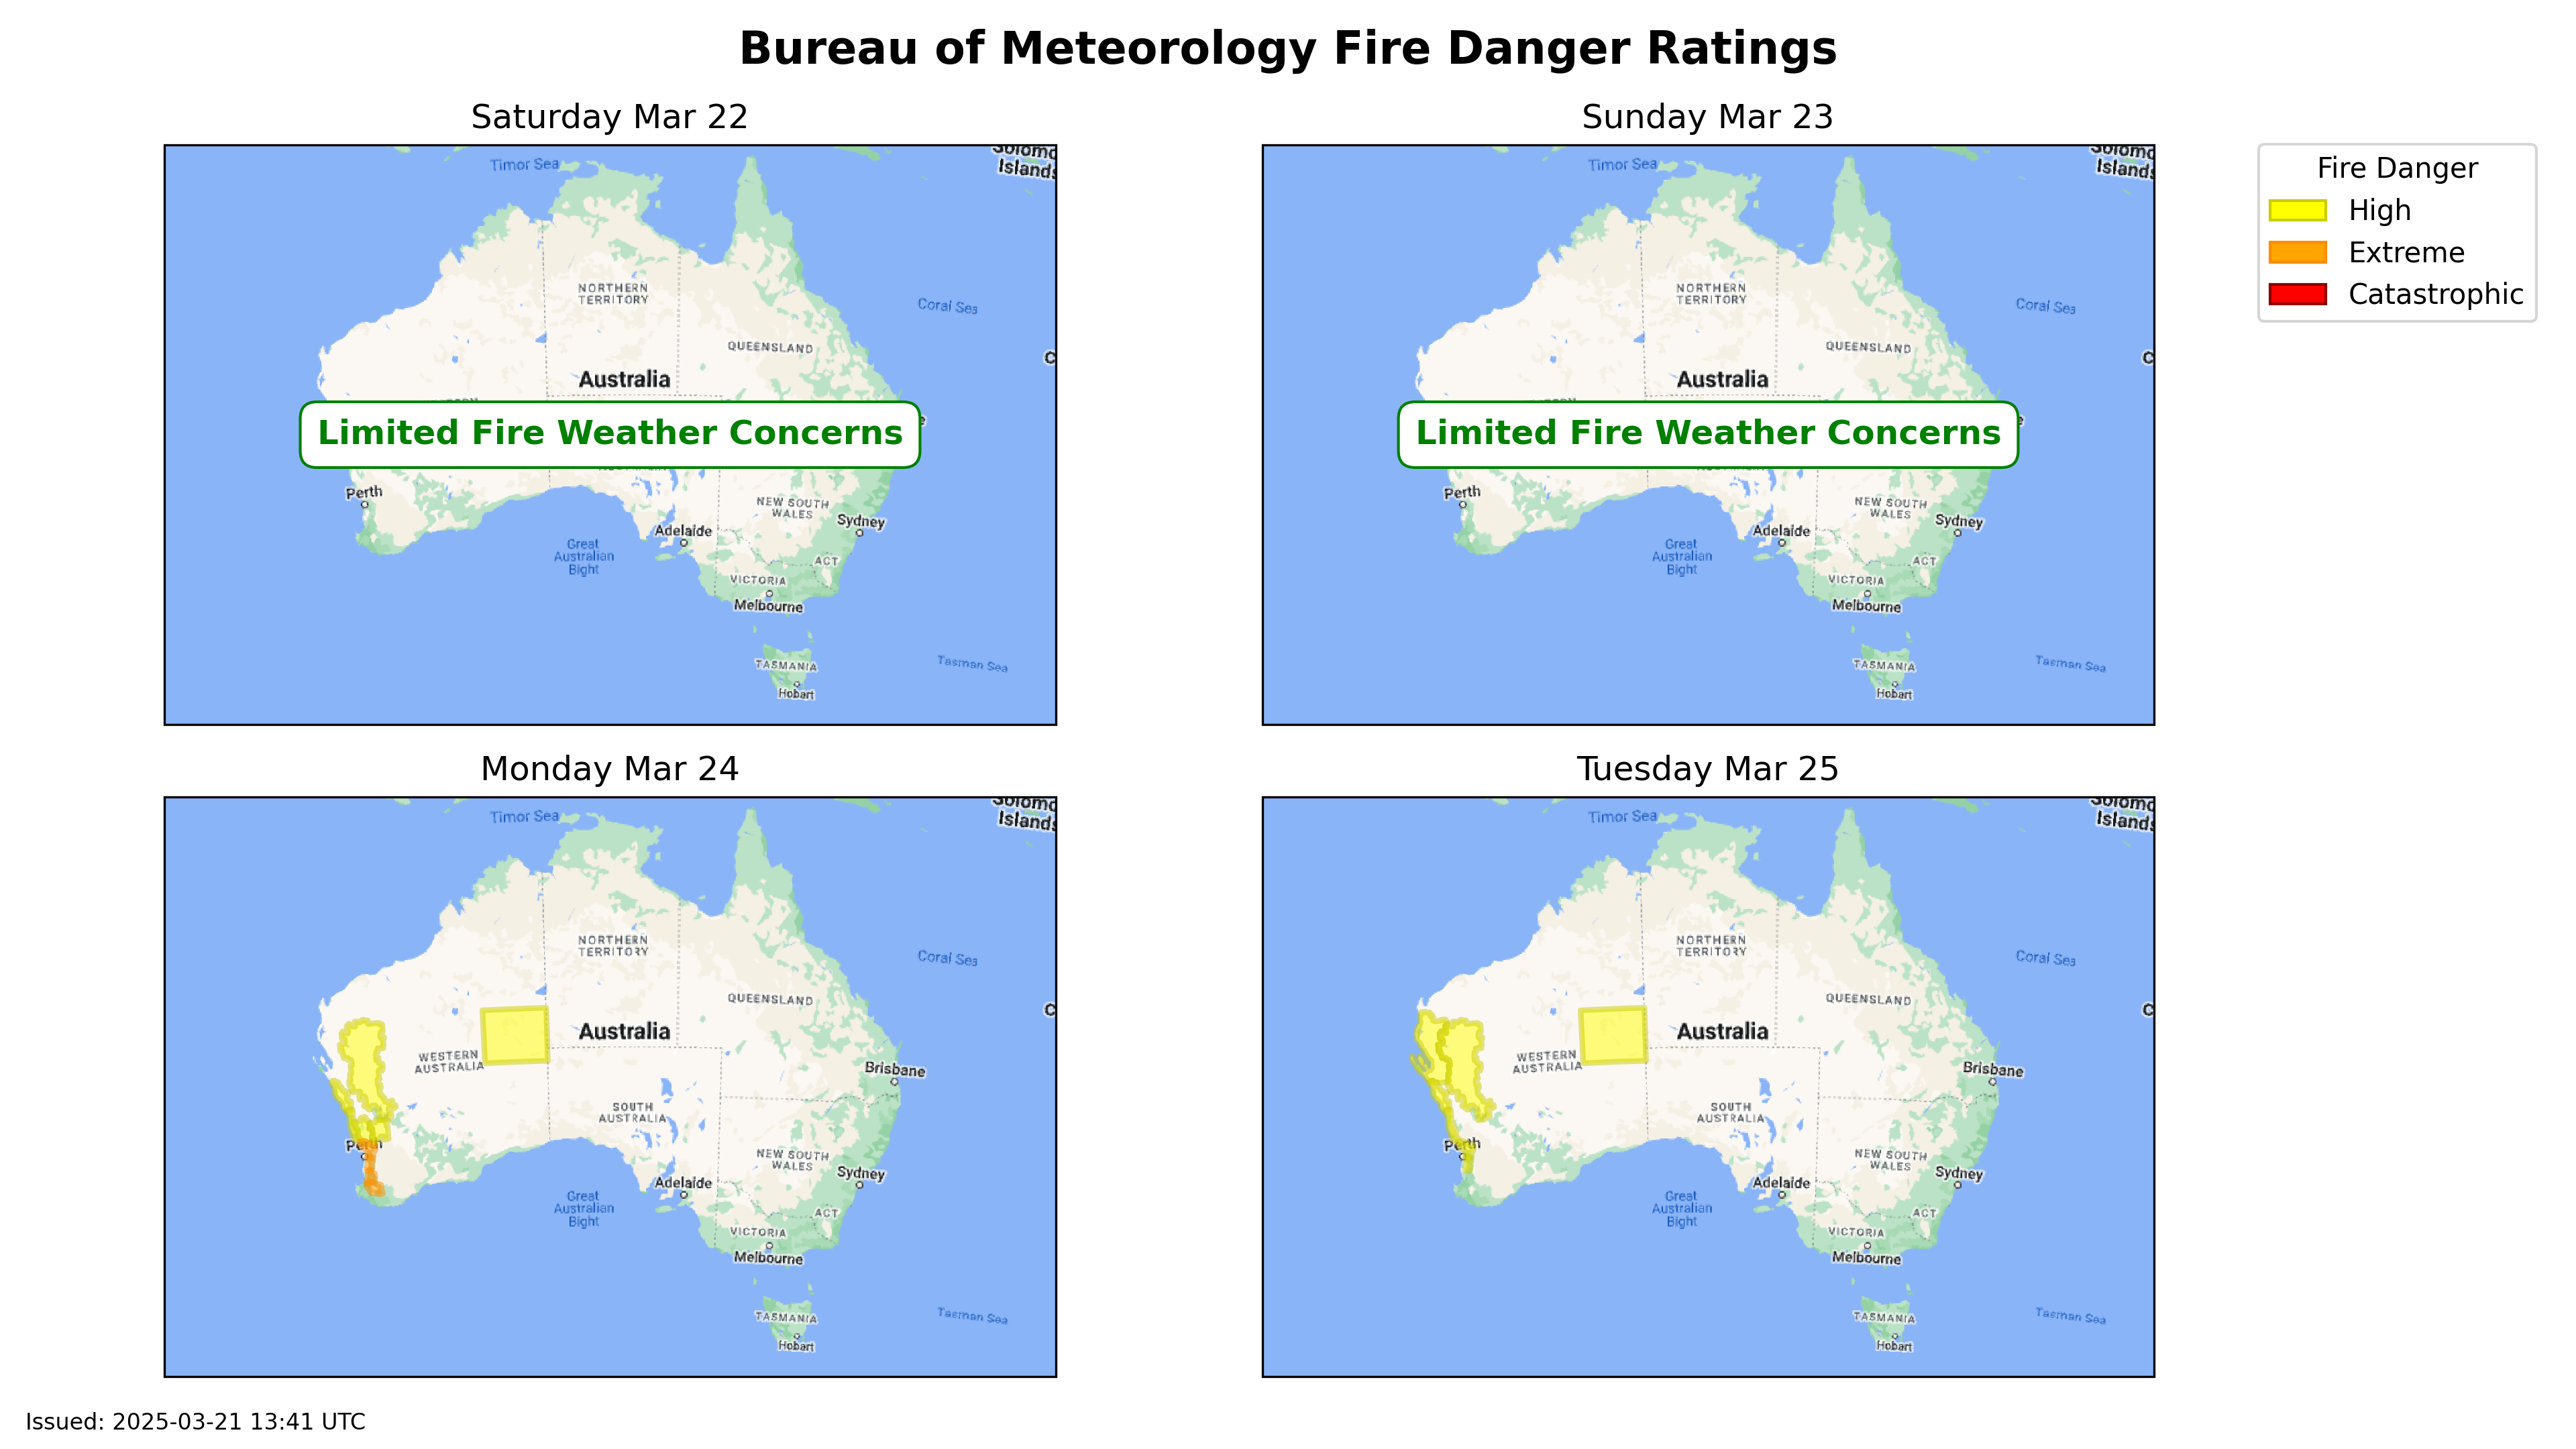 Bureau of Meteorology Fire Danger Ratings
Saturday Mar 22
Timor Sea
Islands
NORTHERN
TERRITORY
Coral Sea
QUEENSLAND
Australia
Limited Fire Weather Concerns
Perth
NEW SOUTH
WALES
Sydney
Adelaide
Great
Australian
Bight
ACT
VICTORIA
Melbourne
TASMANIA
Hobart
Tasman Sea
Sunday Mar 23
Timor Sea
Islands
NORTHERN
TERRITORY
Coral Sea
QUEENSLAND
Australia
Limited Fire Weather Concerns
Perth
NEW SOUTH
WALES
Sydney
Adelaide
Great
Australian
Bight
ACT
VICTORIA
Melbourne
TASMANIA
Hobart
Tasman Sea
Fire Danger
High
Extreme
Catastrophic
Monday Mar 24
Timor Sea
Islands
NORTHERN
TERRITORY
Coral Sea
QUEENSLAND
Australia
WESTERN
AUSTRALIA
Brisbane
SOUTH
AUSTRALIA
Perth
NEW SOUTH
WALES
Sydney
Adelaide
Great
Australian
Bight
ACT
VICTORIA
Melbourne
TASMANIA
Hobart
Tasman Sea
Tuesday Mar 25
Timor Sea
Islands
NORTHERN
TERRITORY
Coral Sea
QUEENSLAND
Australia
WESTERN
AUSTRALIA
Brisbane
SOUTH
AUSTRALIA
Perth
NEW SOUTH
WALES
Sydney
Adelaide
Great
Australian
Bight
ACT
VICTORIA
Melbourne
TASMANIA
Hobart
Tasman Sea
Issued: 2025-03-21 13:41 UTC